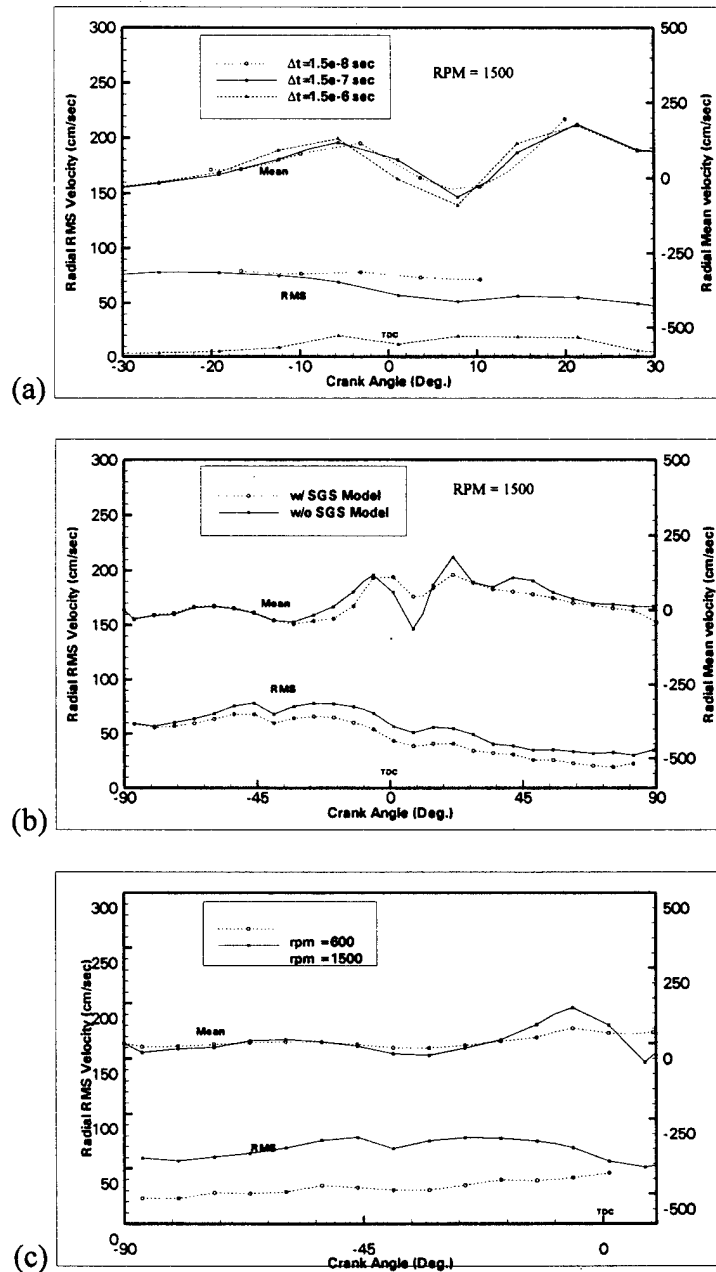 300
250
200
150
100
50
0
Radial RMS Velocity (cm/sec)
Δt=1.5e-8 sec
Δt=1.5e-7 sec
Δt=1.5e-6 sec
RPM = 1500
Mean
RMS
TDC
500
250
0
-250
-500
Radial Mean velocity (cm/sec)
-30
-20
-10
0
10
20
30
Crank Angle (Deg.)
(a)
300
250
200
150
100
50
0
Radial RMS Velocity (cm/sec)
w/ SGS Model
w/o SGS Model
RPM = 1500
Mean
RMS
TDC
500
250
0
-250
-500
Radial Mean velocity (cm/sec)
-90
-45
0
45
90
Crank Angle (Deg.)
(b)
300
250
200
150
100
50
0
Radial RMS Velocity (cm/sec)
rpm =600
rpm =1500
Mean
RMS
TDC
500
250
0
-250
-500
Radial Mean velocity (cm/sec)
-90
-45
0
Crank Angle (Deg.)
(c)